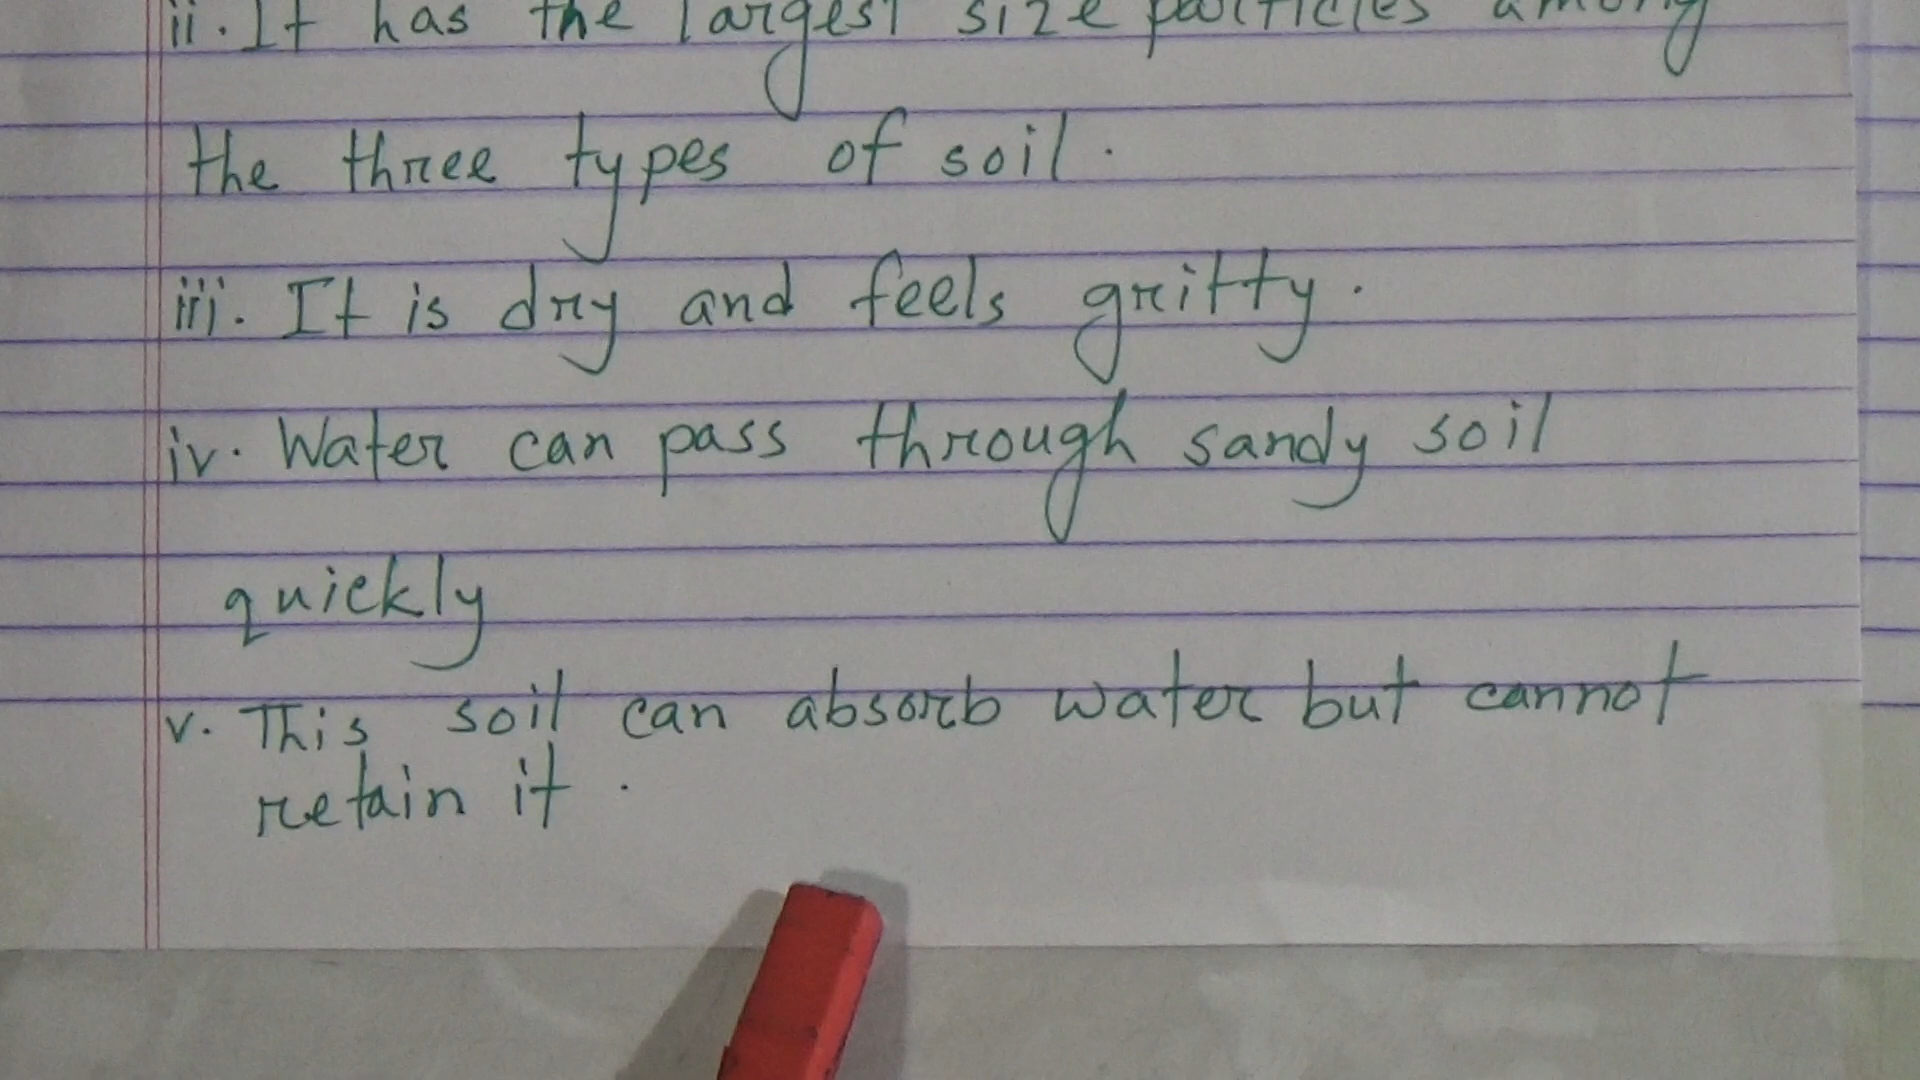 ii. It has the largest size particles among
the three types of soil.
iii. It is dry and feels gritty.
iv. Water can pass through sandy soil
quickly
v. This soil can absorb water but cannot
retain it.